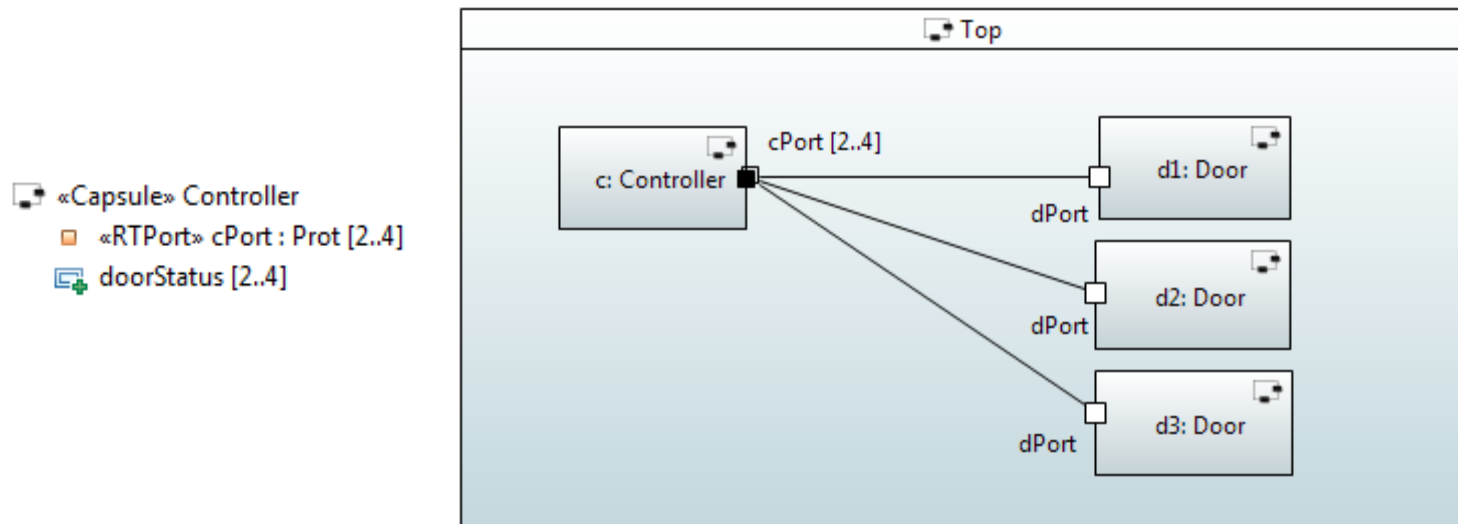 «Capsule» Controller
«RTPort» cPort : Prot [2..4]
doorStatus [2..4]
Top
cPort [2..4]
c: Controller
d1: Door
dPort
d2: Door
dPort
d3: Door
dPort